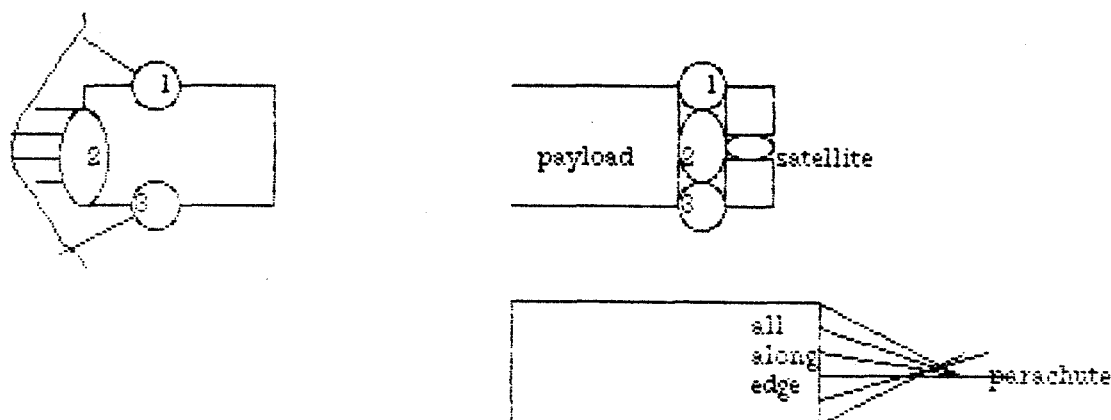 1
2
3
1
payload 2 satellite
3
all
along
edge
parachute